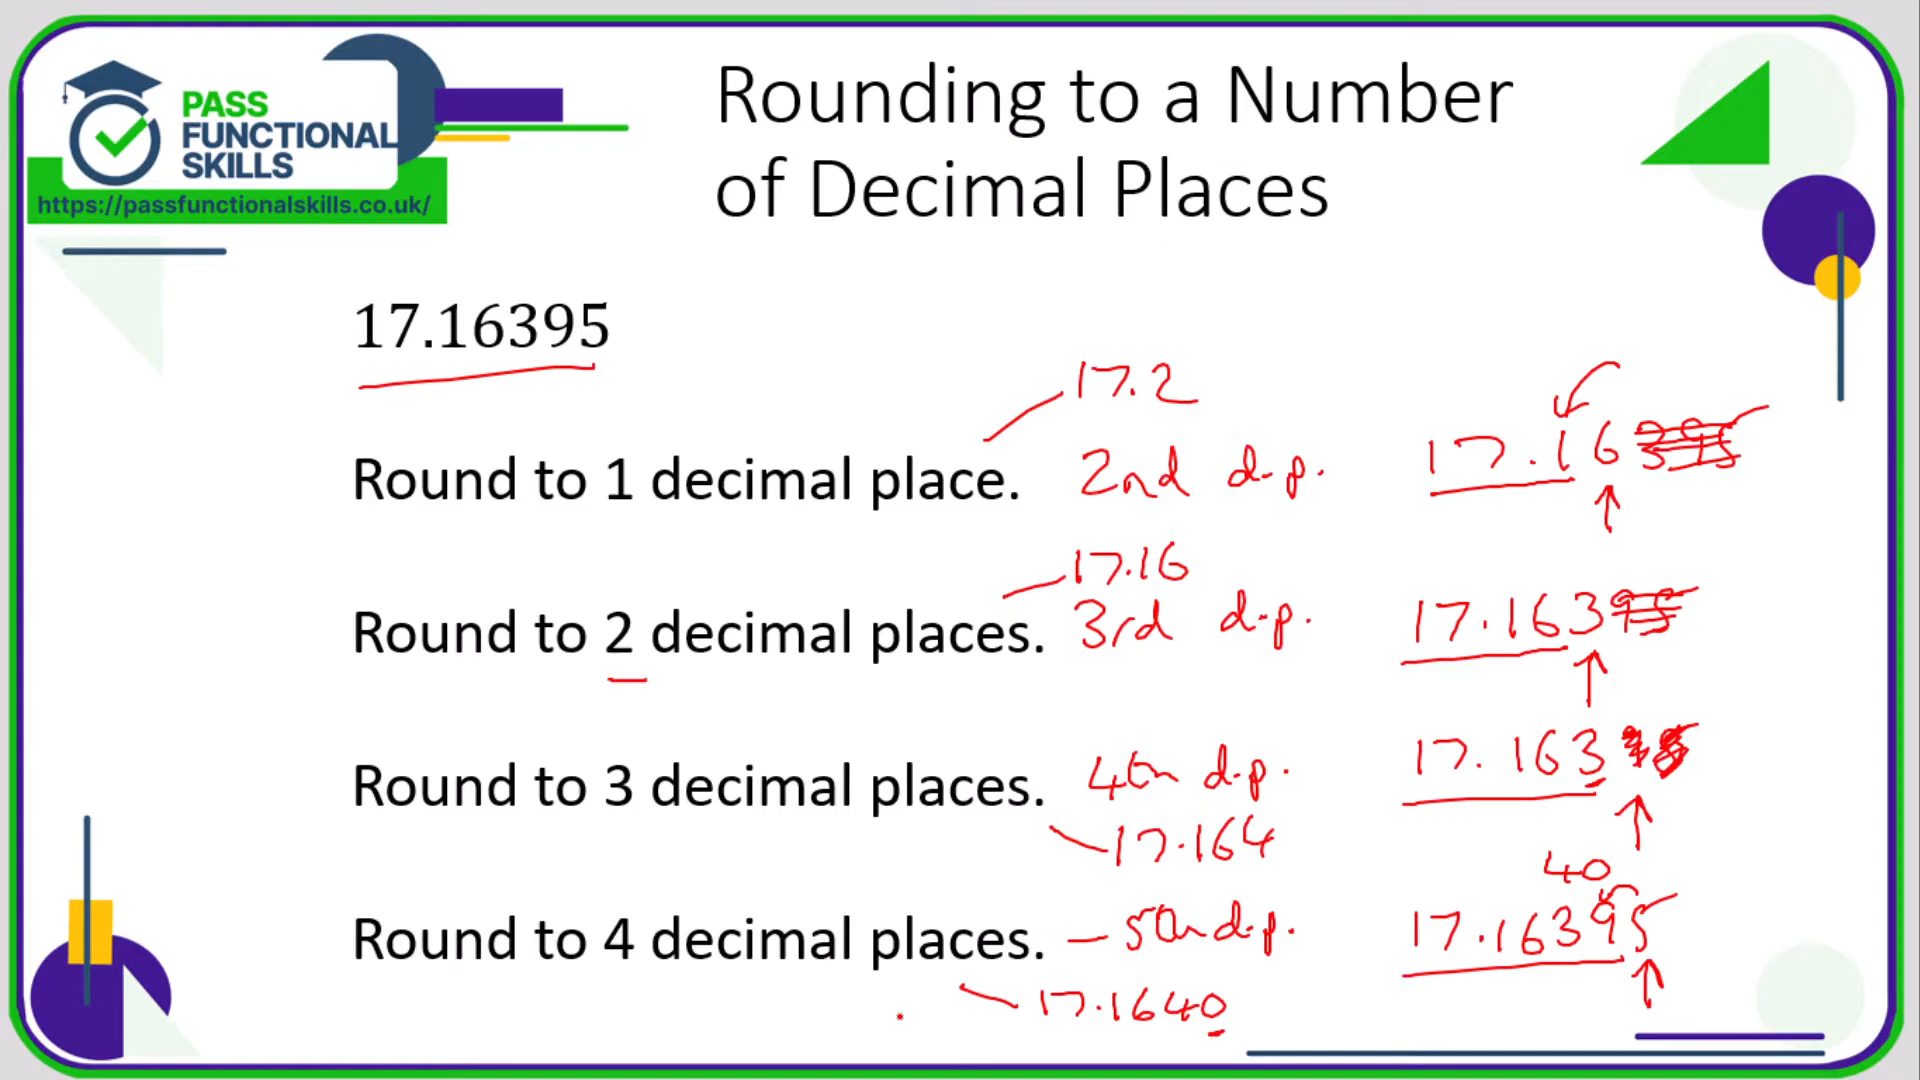 PASS
FUNCTIONAL
SKILLS
https://passfunctionalskills.co.uk/
Rounding to a Number
of Decimal Places
17.16395
17.2
Round to 1 decimal place. 2nd d.p. 17.16395
17.16
Round to 2 decimal places. 3rd d.p. 17.16395
Round to 3 decimal places. 4th d.p. 17.163
17.164
40
Round to 4 decimal places. 5th d.p. 17.16395
17.1640